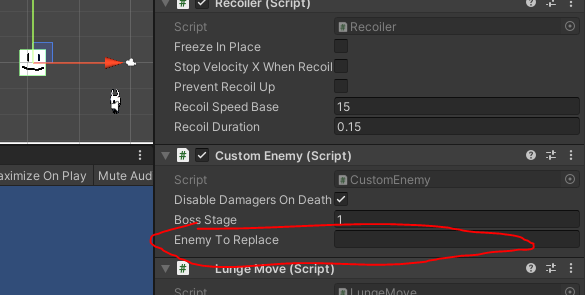 Recoiler (Script)
Script Recoiler
Freeze In Place
Stop Velocity X When Recoil
Prevent Recoil Up
Recoil Speed Base 15
Recoil Duration 0.15
# Custom Enemy (Script)
Script # CustomEnemy
aximize On Play Mute Aud
Disable Damagers On Death
Boss Stage 1
Enemy To Replace
# Lunge Move (Script)
Script LungeMove